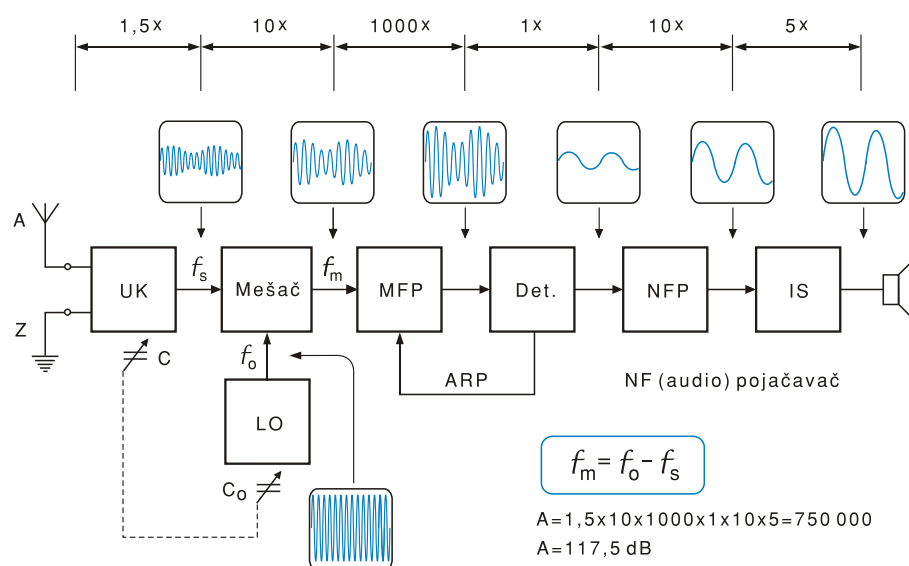 1,5x 10x 1000x 1x 10x 5x
A
fs fm
UK Mešač MFP Det. NFP IS
Z
C fo
ARP
NF (audio) pojačavač
LO
Co
fm = fo - fs
A=1,5x10x1000x1x10x5=750 000
A=117,5 dB